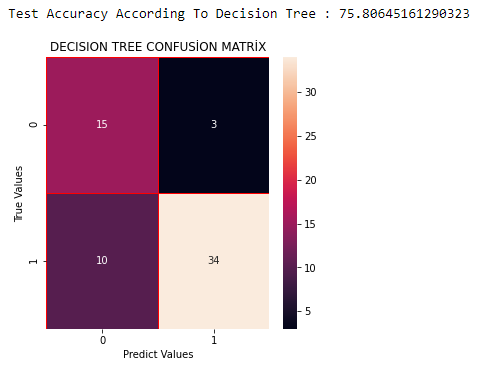 Test Accuracy According To Decision Tree : 75.80645161290323
DECISION TREE CONFUSİON MATRİX
15 3
10 34
0
1
True Values
0 1
Predict Values
30
25
20
15
10
5